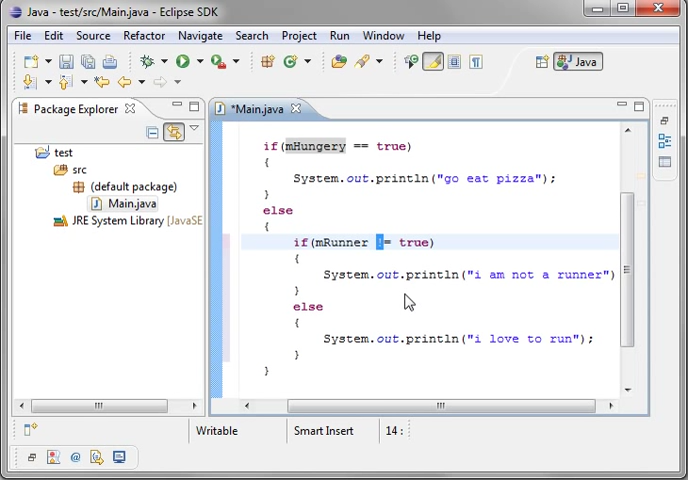 Java - test/src/Main.java - Eclipse SDK
File Edit Source Refactor Navigate Search Project Run Window Help
Java
Package Explorer
*Main.java
test
src
(default package)
Main.java
JRE System Library [JavaSE
if(mHungery == true)
{
System.out.println("go eat pizza");
}
else
{
if(mRunner != true)
{
System.out.println("i am not a runner")
}
else
{
System.out.println("i love to run");
}
}
Writable Smart Insert 14 :